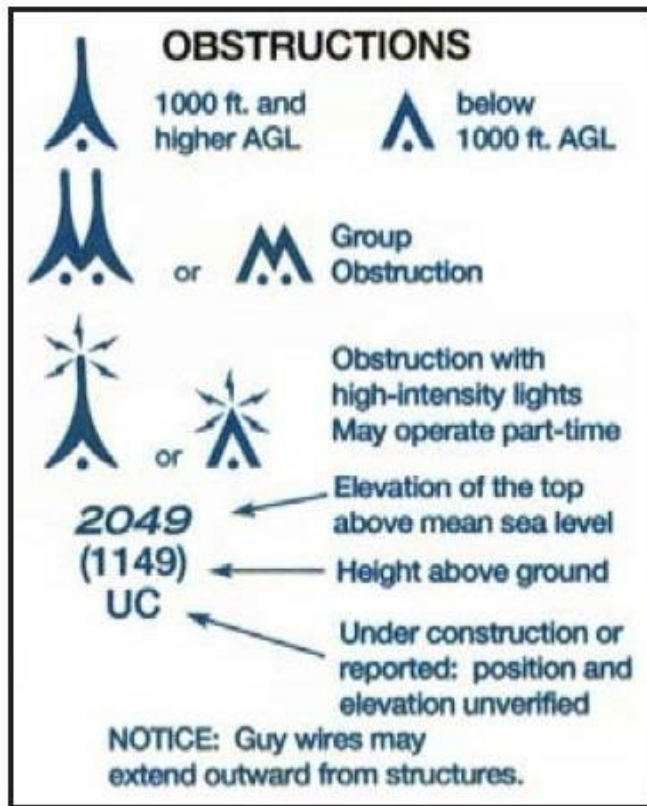 OBSTRUCTIONS
1000 ft. and
higher AGL
below
1000 ft. AGL
or
Group
Obstruction
or
Obstruction with
high-intensity lights
May operate part-time
2049
Elevation of the top
above mean sea level
(1149)
Height above ground
UC
Under construction or
reported: position and
elevation unverified
NOTICE: Guy wires may
extend outward from structures.